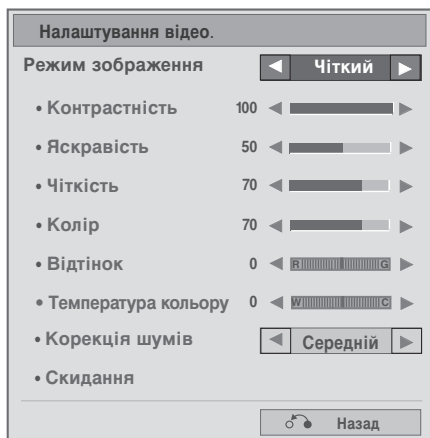 Налаштування відео.
Режим зображення ◄ Чіткий ►
• Контрастність 100
• Яскравість 50
• Чіткість 70
• Колір 70
• Відтінок 0 R G
• Температура кольору 0 W C
• Корекція шумів ◄ Середній ►
• Скидання
Назад